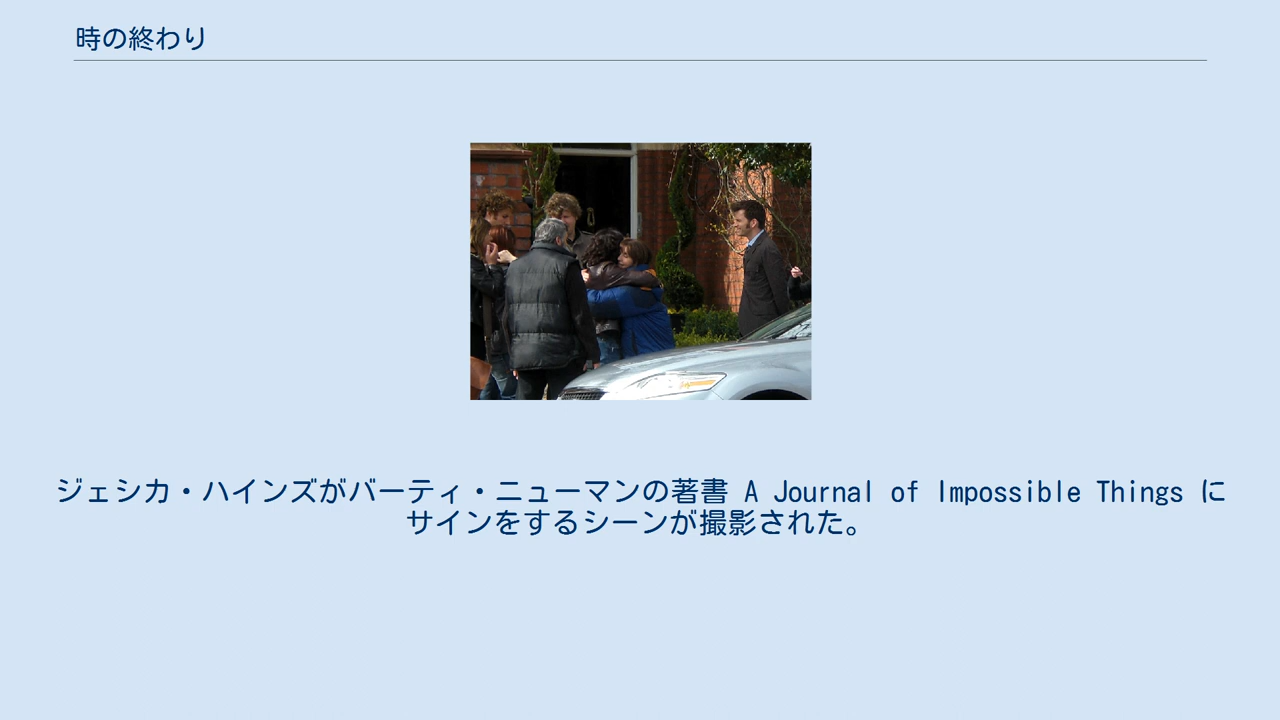 時の終わり
ジェシカ・ハインズがバーティ・ニューマンの著書 A Journal of Impossible Things に
サインをするシーンが撮影された。